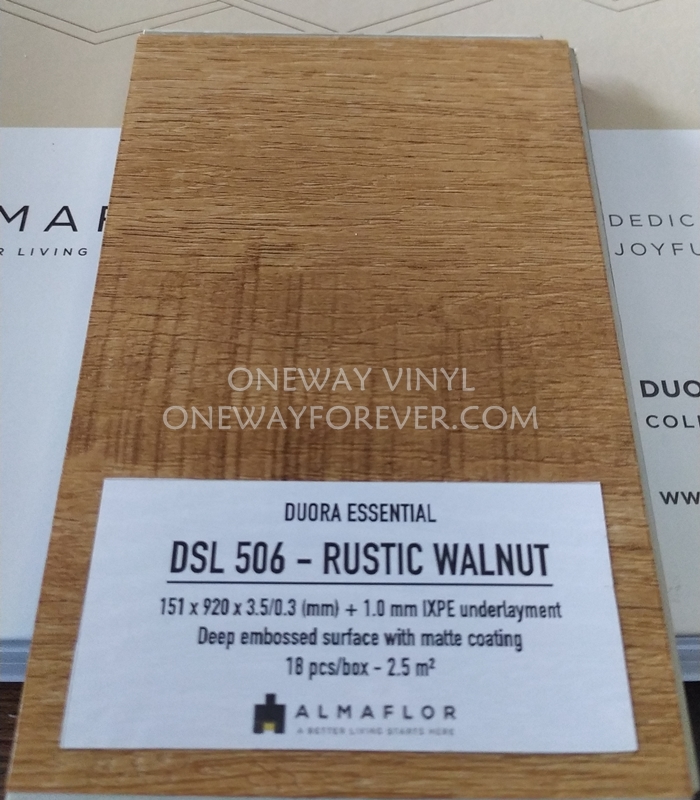 MAF
R LIVING
DEDIC
JOYFU
ONEWAY VINYL
ONEWAYFOREVER.COM
DUO
COLL
WW
DUORA ESSENTIAL
DSL 506 - RUSTIC WALNUT
151 x 920 x 3.5/0.3 (mm) + 1.0 mm IXPE underlayment
Deep embossed surface with matte coating
18 pcs/box - 2.5 m²
ALMAFLOR
A BETTER LIVING STARTS HERE